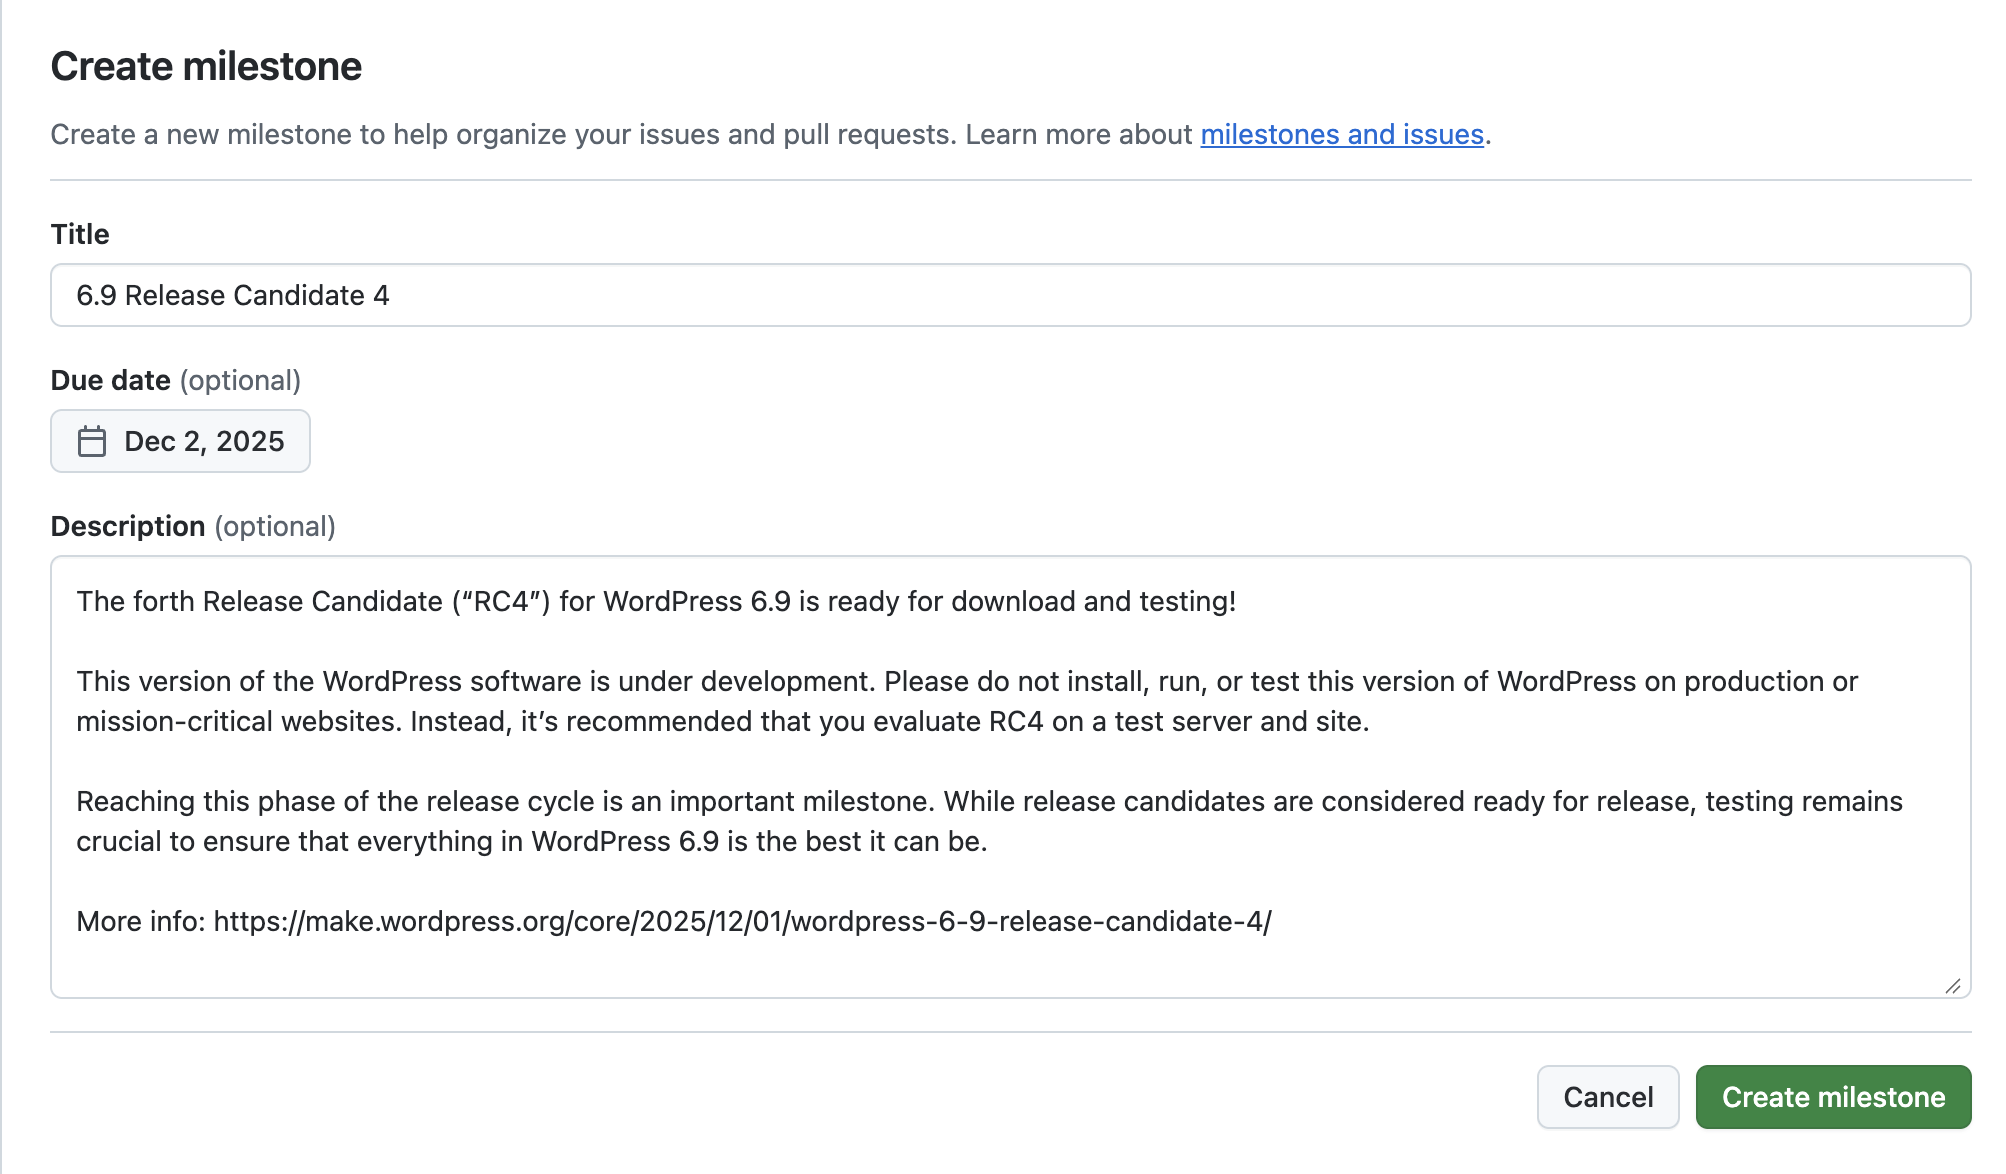 Create milestone
Create a new milestone to help organize your issues and pull requests. Learn more about milestones and issues.
Title
6.9 Release Candidate 4
Due date (optional)
Dec 2, 2025
Description (optional)
The forth Release Candidate (“RC4”) for WordPress 6.9 is ready for download and testing!
This version of the WordPress software is under development. Please do not install, run, or test this version of WordPress on production or
mission-critical websites. Instead, it’s recommended that you evaluate RC4 on a test server and site.
Reaching this phase of the release cycle is an important milestone. While release candidates are considered ready for release, testing remains
crucial to ensure that everything in WordPress 6.9 is the best it can be.
More info: https://make.wordpress.org/core/2025/12/01/wordpress-6-9-release-candidate-4/
Cancel
Create milestone